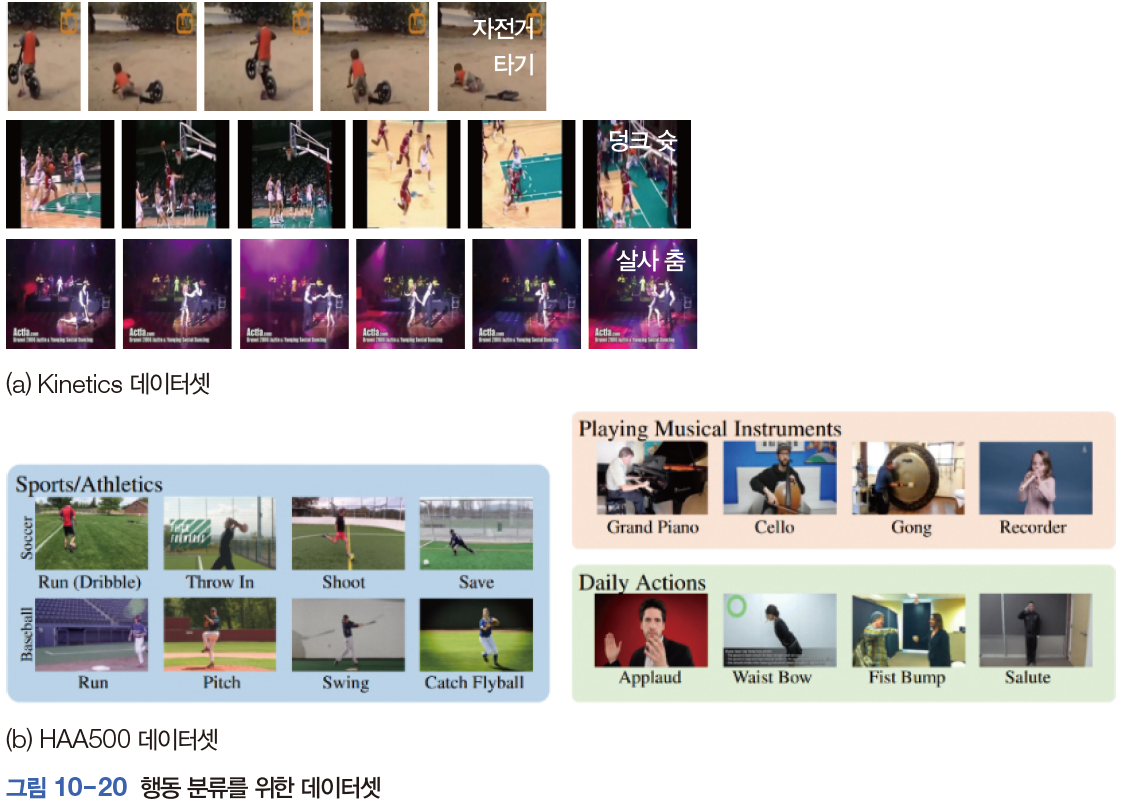 자전거
타기
덩크 슛
살사 춤
Actla.com
(a) Kinetics 데이터셋
Sports/Athletics
Soccer
Run (Dribble)
Throw In
Shoot
Save
Baseball
Run
Pitch
Swing
Catch Flyball
Playing Musical Instruments
Grand Piano
Cello
Gong
Recorder
Daily Actions
Applaud
Waist Bow
Fist Bump
Salute
(b) HAA500 데이터셋
그림 10-20 행동 분류를 위한 데이터셋